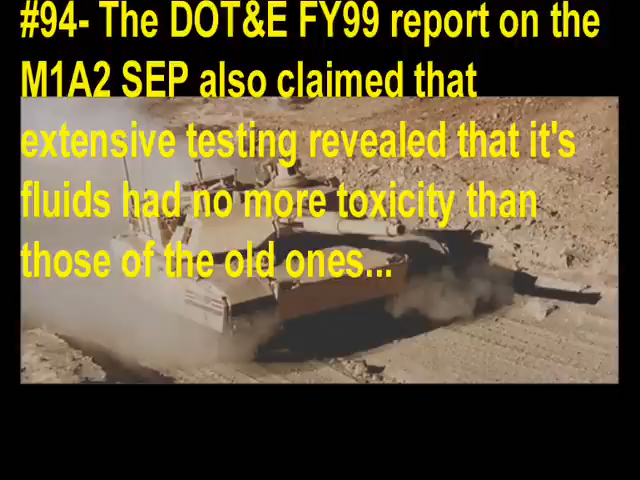 #94- The DOT&E FY99 report on the
M1A2 SEP also claimed that
extensive testing revealed that it's
fluids had no more toxicity than
those of the old ones...